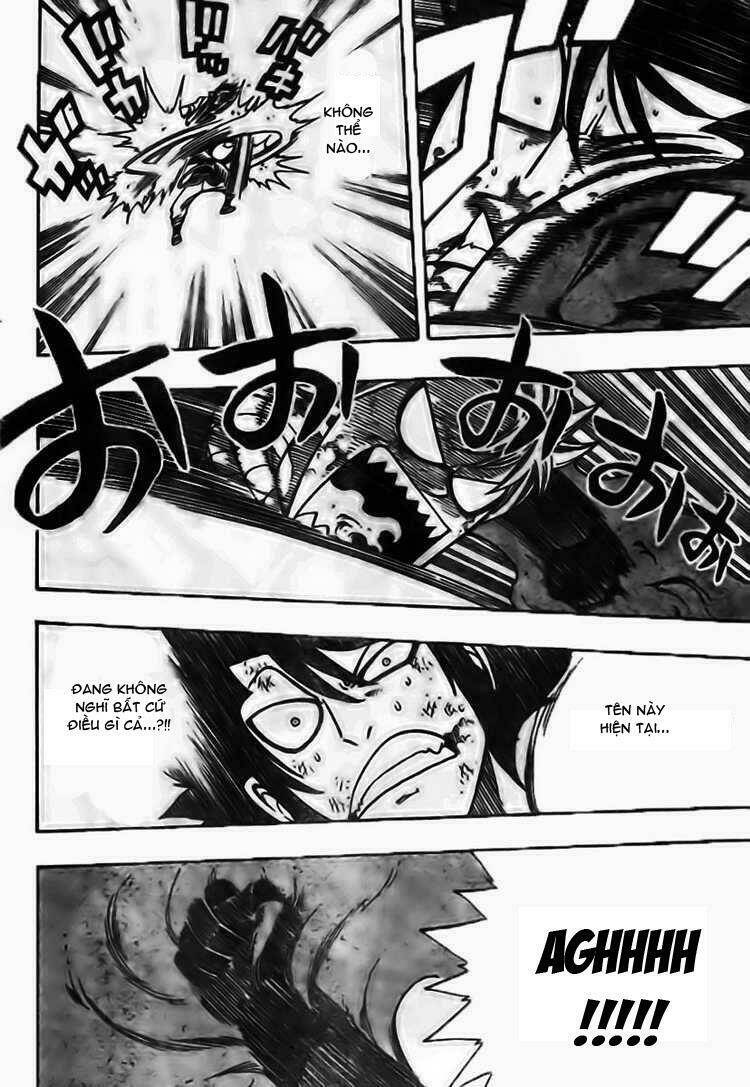 KHÔNG
THỂ
NÀO...
おおおおおお
TÊN NÀY
HIỆN TẠI...
ĐANG KHÔNG
NGHĨ BẤT CỨ
ĐIỀU GÌ CẢ...?!!
AGHHHH
!!!!!